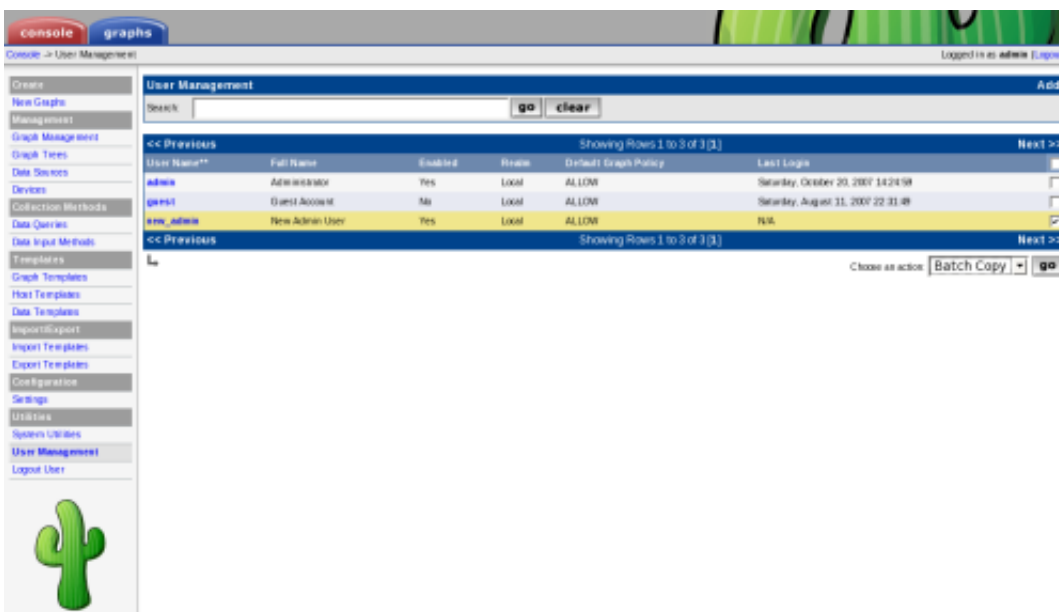 console graphs
Console -> User Management Logged in as admin (Logou
Create
New Graphs
Management
Graph Management
Graph Trees
Data Sources
Devices
Collection Methods
Data Queries
Data Input Methods
Templates
Graph Templates
Host Templates
Data Templates
Import/Export
Import Templates
Export Templates
Configuration
Settings
Utilities
System Utilities
User Management
Logout User
User Management Add
Search: go clear
<< Previous Showing Rows 1 to 3 of 3 [1] Next >>
User Name** Full Name Enabled Realm Default Graph Policy Last Login
admin Administrator Yes Local ALLOW Saturday, October 20, 2007 14:24:59
guest Guest Account No Local ALLOW Saturday, August 11, 2007 22:31:49
new_admin New Admin User Yes Local ALLOW N/A
<< Previous Showing Rows 1 to 3 of 3 [1] Next >>
Choose an action: Batch Copy go